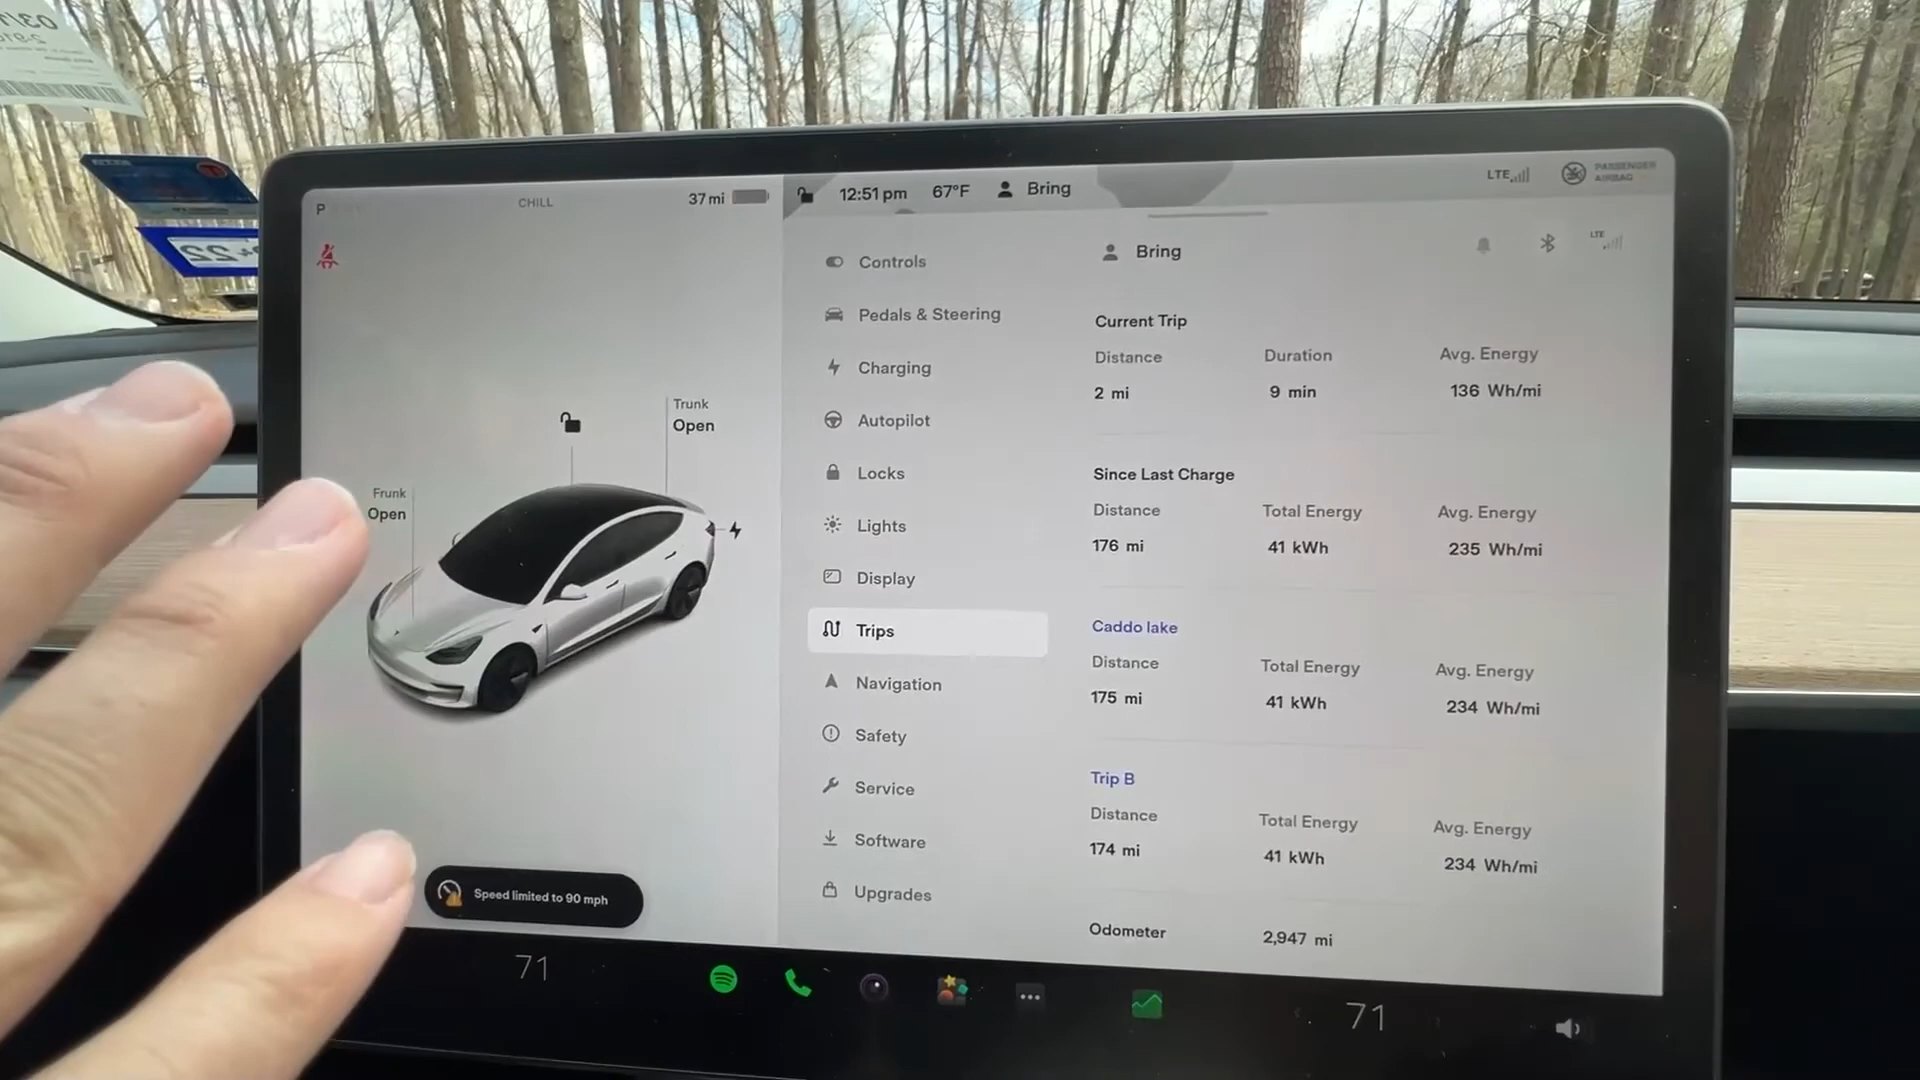 P
CHILL
37 mi
12:51 pm
67°F
Bring
LTE
PASSENGER
AIRBAG
Trunk
Open
Frunk
Open
Speed limited to 90 mph
Controls
Pedals & Steering
Charging
Autopilot
Locks
Lights
Display
Trips
Navigation
Safety
Service
Software
Upgrades
Bring
LTE
Current Trip
Distance Duration Avg. Energy
2 mi 9 min 136 Wh/mi
Since Last Charge
Distance Total Energy Avg. Energy
176 mi 41 kWh 235 Wh/mi
Caddo lake
Distance Total Energy Avg. Energy
175 mi 41 kWh 234 Wh/mi
Trip B
Distance Total Energy Avg. Energy
174 mi 41 kWh 234 Wh/mi
Odometer 2,947 mi
71
71